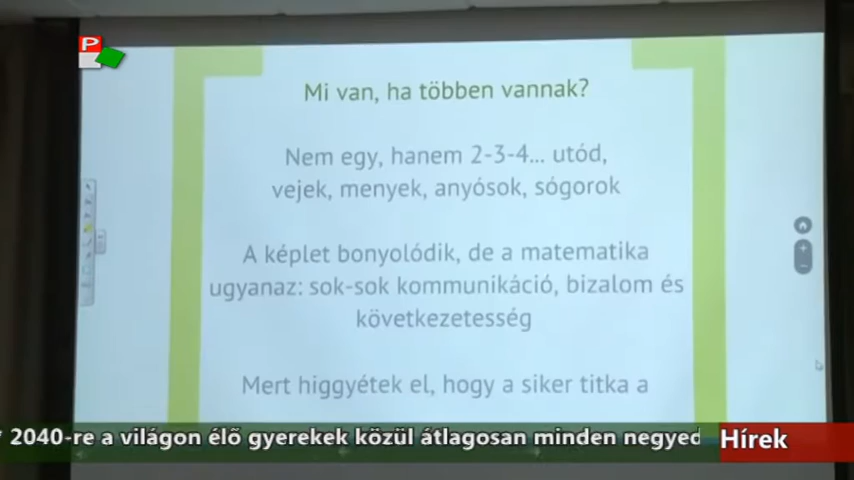 P
Mi van, ha többen vannak?
Nem egy, hanem 2-3-4... utód,
vejek, menyek, anyósok, sógorok
A képlet bonyolódik, de a matematika
ugyanaz: sok-sok kommunikáció, bizalom és
következetesség
Mert higgyétek el, hogy a siker titka a
2040-re a világon élő gyerekek közül átlagosan minden negyed
Hírek